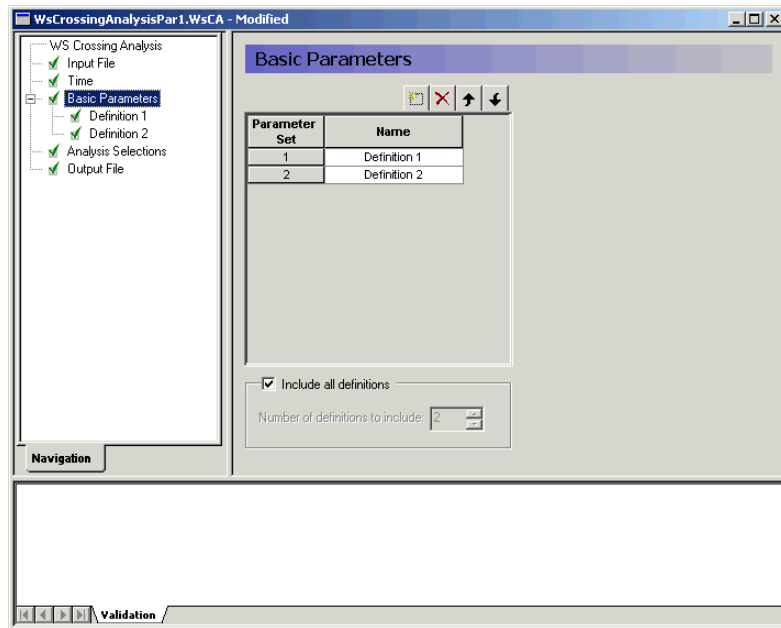 WsCrossingAnalysisPar1.WsCA - Modified
WS Crossing Analysis
Input File
Time
Basic Parameters
Definition 1
Definition 2
Analysis Selections
Output File
Navigation
Basic Parameters
Parameter Set Name
1 Definition 1
2 Definition 2
Include all definitions
Number of definitions to include: 2
Validation